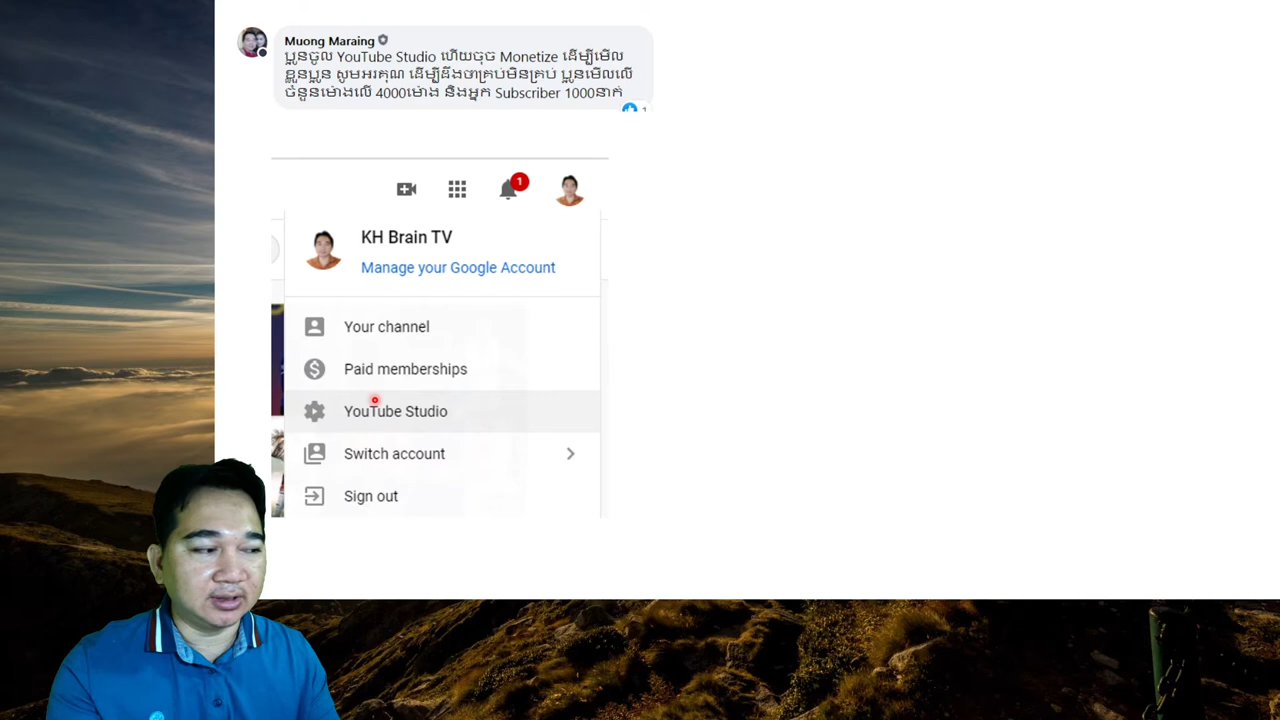 Muong Maraing
ប្អូនចូល YouTube Studio ហើយចុច Monetize ដើម្បីមើល
ខ្លួនប្អូន សូមអរគុណ ដើម្បីដឹងថាគ្រប់មិនគ្រប់ ប្អូនមើលលើ
ចំនួនម៉ោងលើ 4000ម៉ោង និងអ្នក Subscriber 1000នាក់
1
1
KH Brain TV
Manage your Google Account
Your channel
Paid memberships
YouTube Studio
Switch account
Sign out